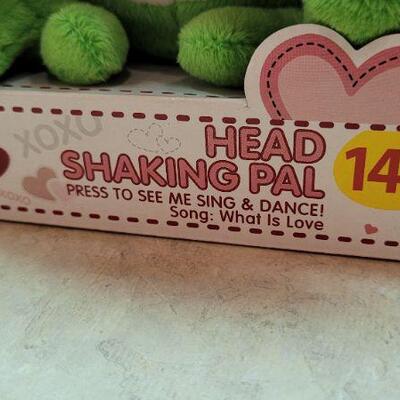 XOXO
HEAD
SHAKING PAL
14
PRESS TO SEE ME SING & DANCE!
Song: What Is Love
XOXO